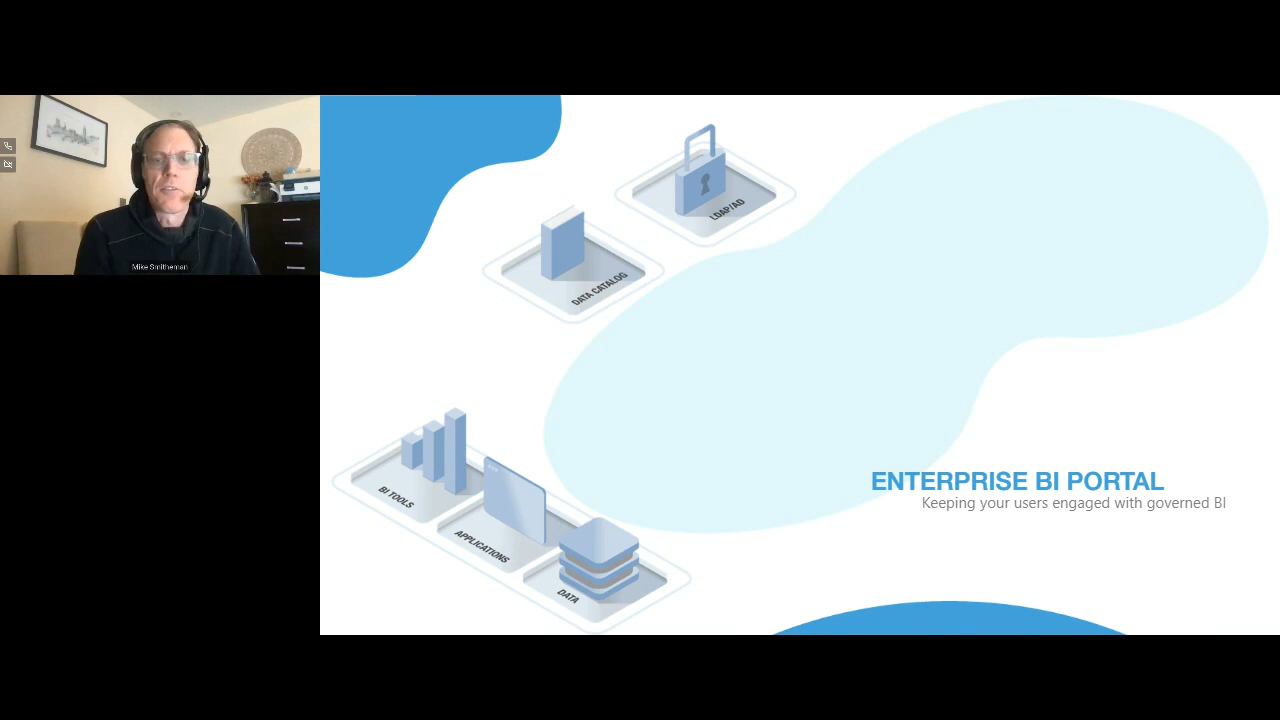 Mike Smitheman
LDAP/AD
DATA CATALOG
BI TOOLS
APPLICATIONS
DATA
ENTERPRISE BI PORTAL
Keeping your users engaged with governed BI